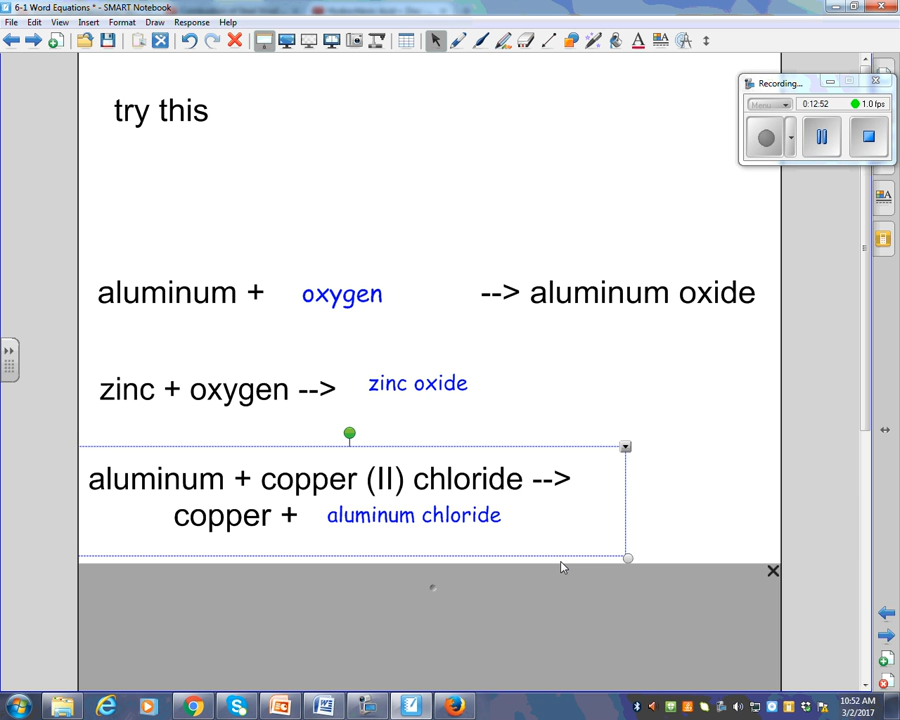 6-1 Word Equations * - SMART Notebook
File Edit View Insert Format Draw Response Help
Recording...
Menu 0:12:52 1.0 fps
try this
aluminum + oxygen --> aluminum oxide
zinc + oxygen --> zinc oxide
aluminum + copper (II) chloride -->
copper + aluminum chloride
10:52 AM
3/2/2017